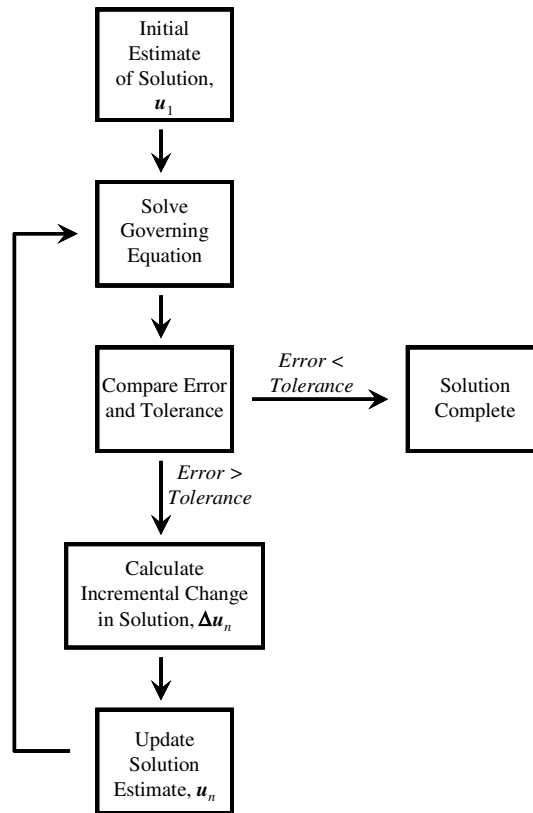 Initial
Estimate
of Solution,
u₁
Solve
Governing
Equation
Compare Error
and Tolerance
Error <
Tolerance
Solution
Complete
Error >
Tolerance
Calculate
Incremental Change
in Solution, Δuₙ
Update
Solution
Estimate, uₙ